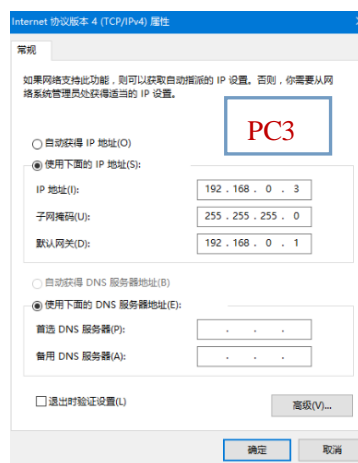 Internet 协议版本 4 (TCP/IPv4) 属性
常规
如果网络支持此功能，则可以获取自动指派的 IP 设置。否则，你需要从网
络系统管理员处获得适当的 IP 设置。
PC3
自动获得 IP 地址(O)
使用下面的 IP 地址(S):
IP 地址(I): 192 . 168 . 0 . 3
子网掩码(U): 255 . 255 . 255 . 0
默认网关(D): 192 . 168 . 0 . 1
自动获得 DNS 服务器地址(B)
使用下面的 DNS 服务器地址(E):
首选 DNS 服务器(P): . . .
备用 DNS 服务器(A): . . .
退出时验证设置(L)
高级(V)...
确定 取消